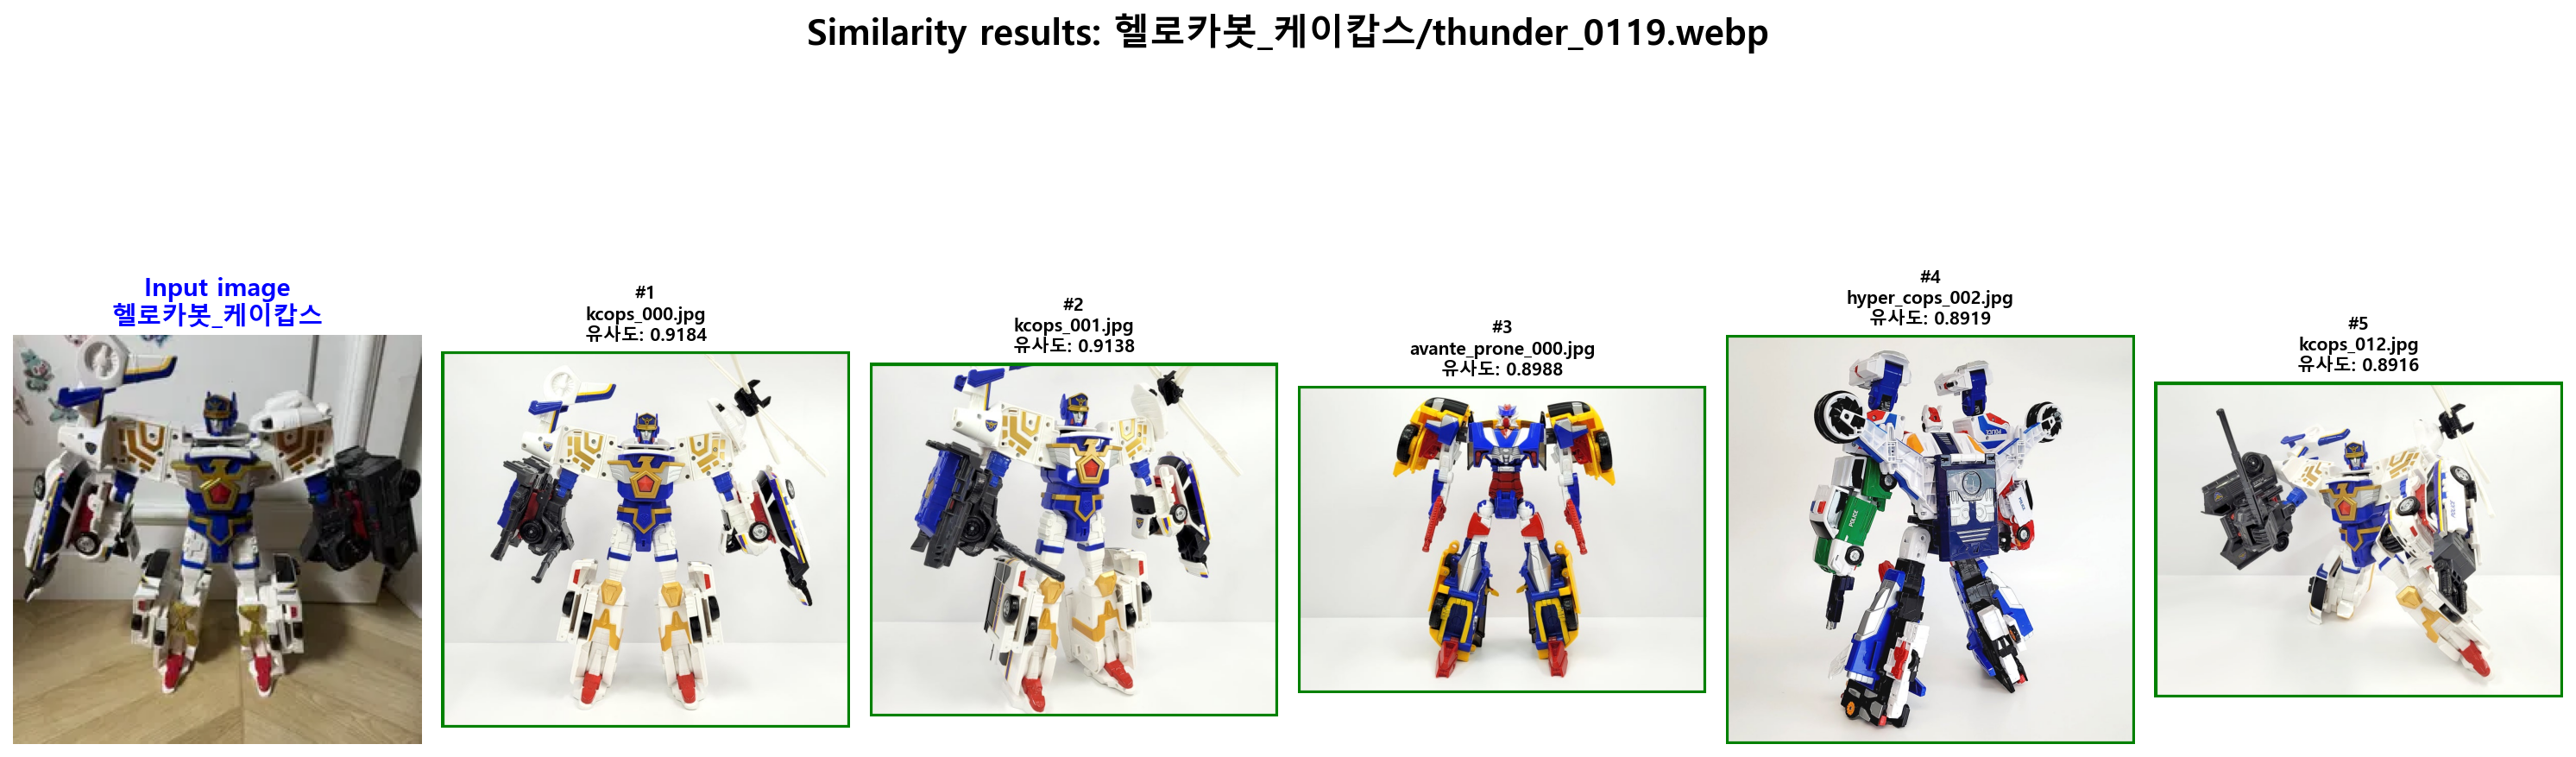 Similarity results: 헬로카봇_케이캅스/thunder_0119.webp
Input image
헬로카봇_케이캅스
#1
kcops_000.jpg
유사도: 0.9184
#2
kcops_001.jpg
유사도: 0.9138
#3
avante_prone_000.jpg
유사도: 0.8988
#4
hyper_cops_002.jpg
유사도: 0.8919
POLICE
#5
kcops_012.jpg
유사도: 0.8916
POLICE